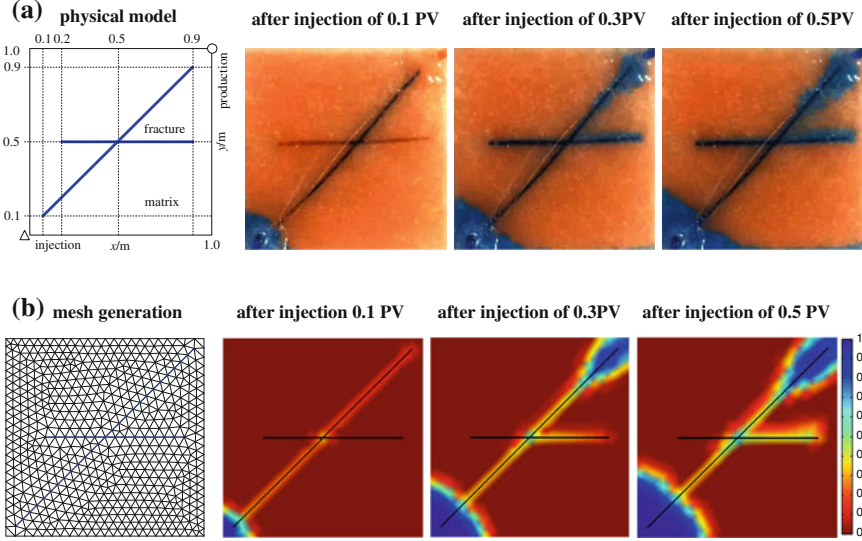 (a)
physical model
after injection of 0.1 PV
after injection of 0.3PV
after injection of 0.5PV
0.1 0.2 0.5 0.9
1.0
0.9
production
fracture
y/m
0.5
matrix
0.1
injection x/m 1.0
(b)
mesh generation
after injection 0.1 PV
after injection of 0.3PV
after injection of 0.5 PV
1
0
0
0
0
0
0
0
0
0
0